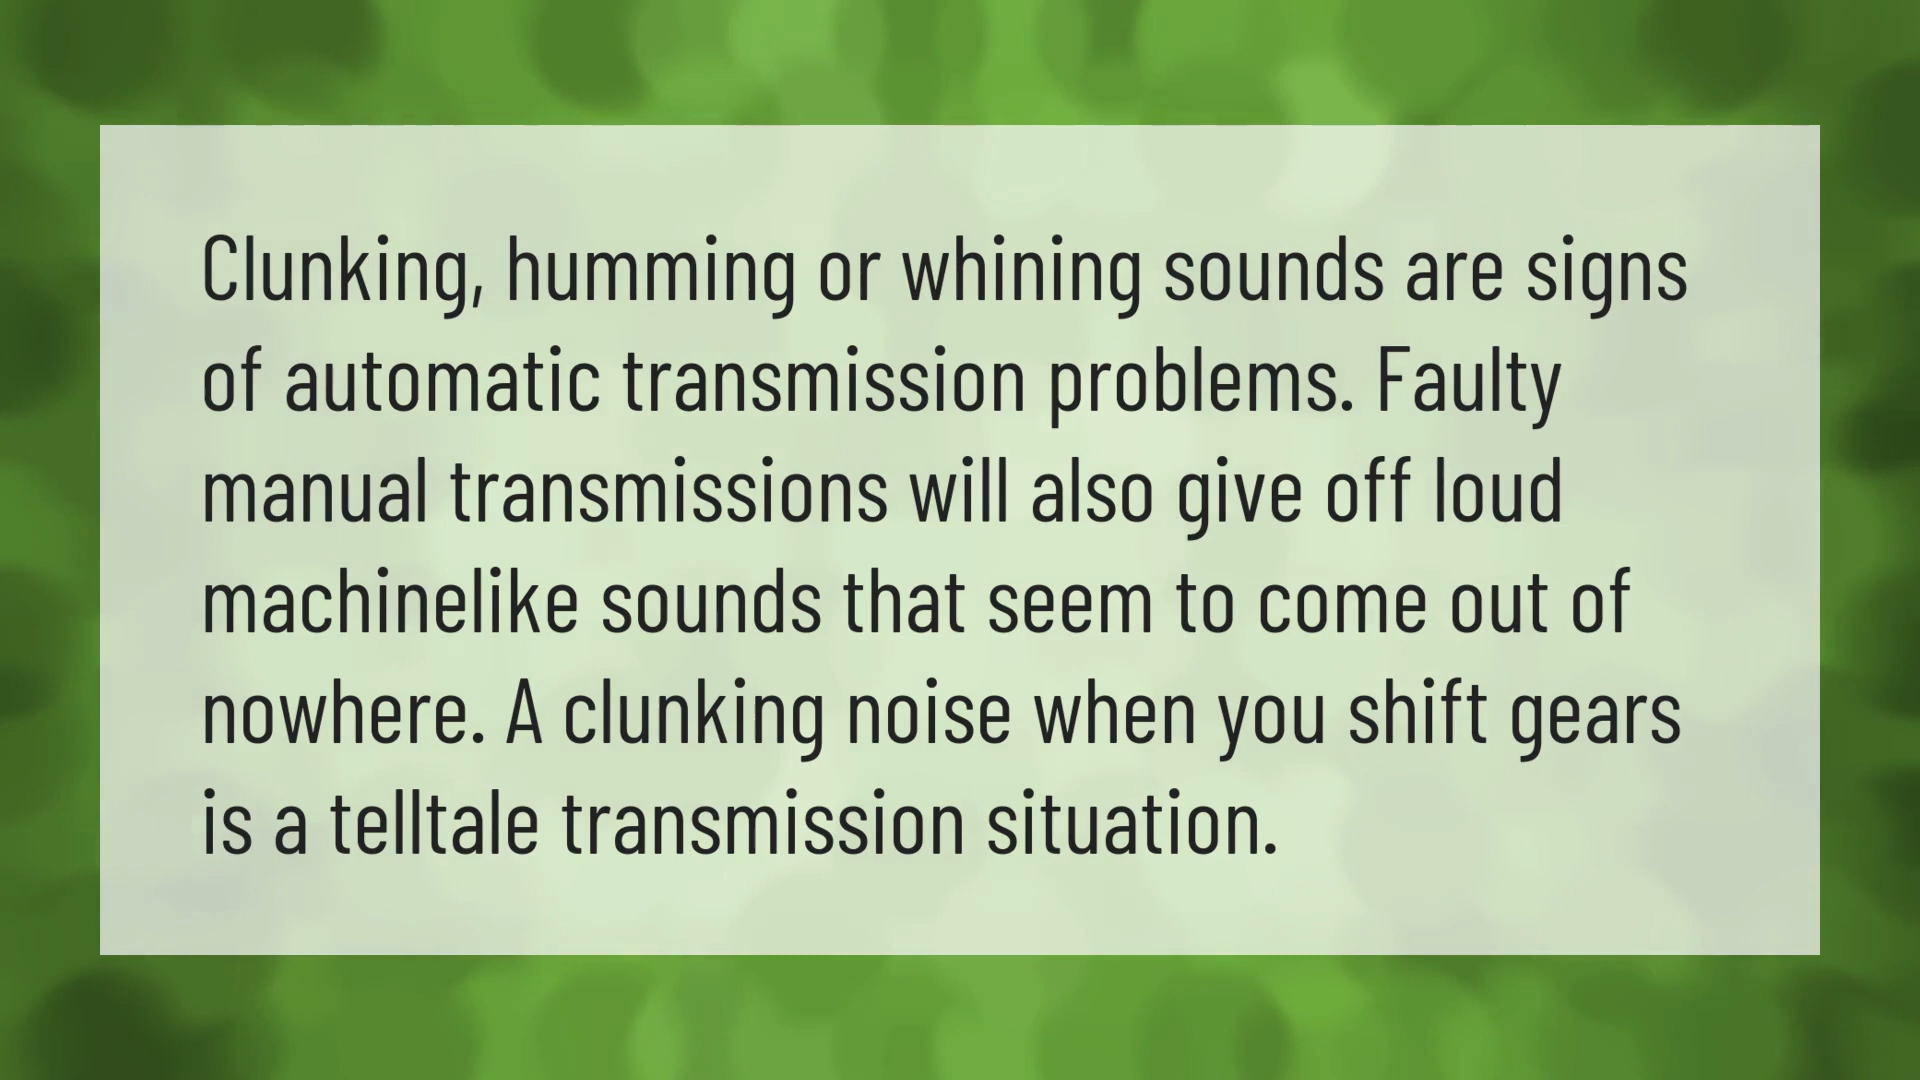 Clunking, humming or whining sounds are signs
of automatic transmission problems. Faulty
manual transmissions will also give off loud
machinelike sounds that seem to come out of
nowhere. A clunking noise when you shift gears
is a telltale transmission situation.